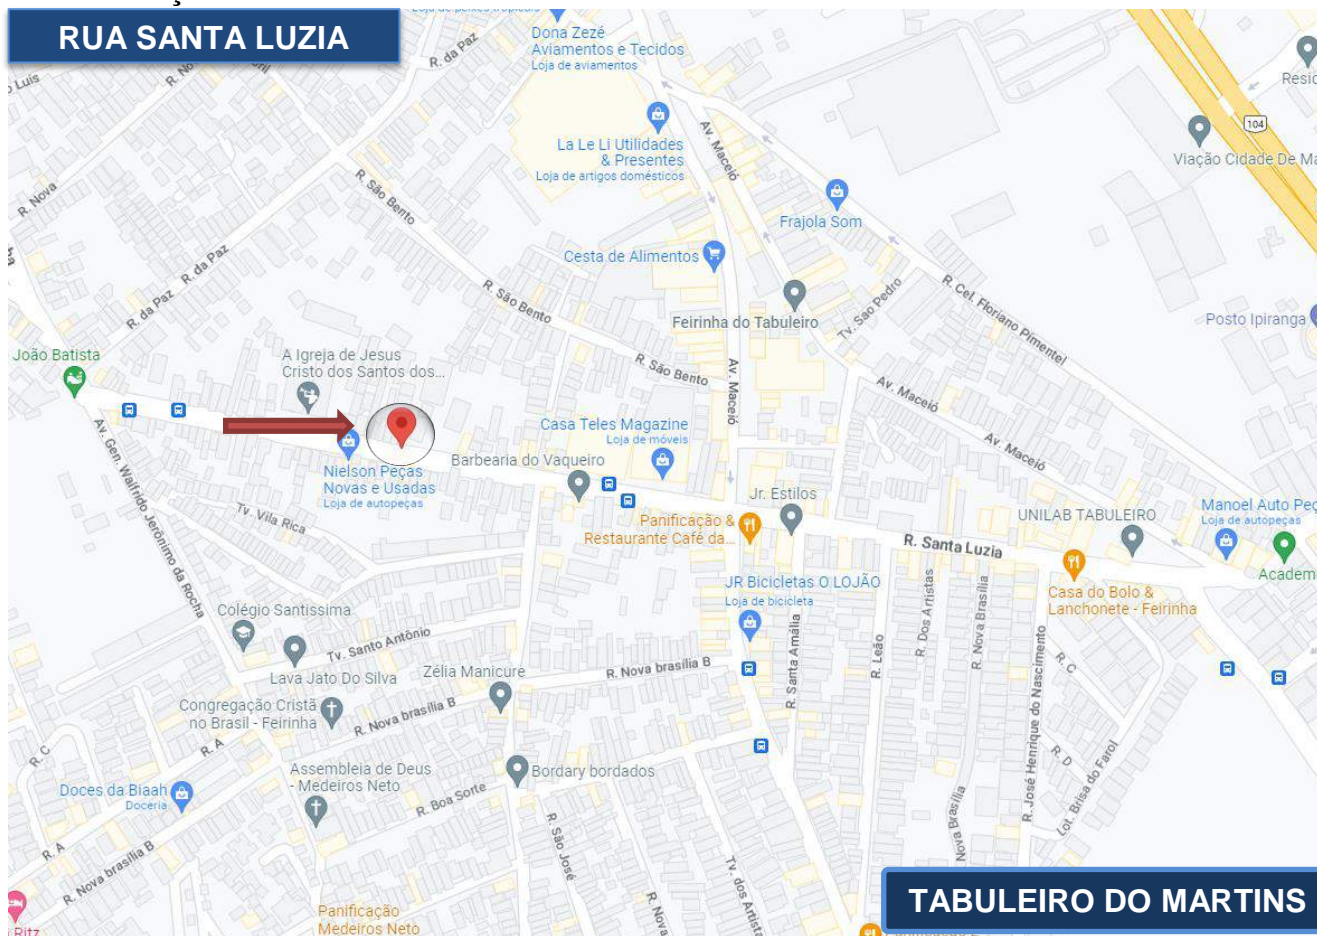 RUA SANTA LUZIA
R. da Paz
Dona Zezé
Aviamentos e Tecidos
Loja de aviamentos
104
Viação Cidade De
La Le Li Utilidades
& Presentes
Loja de artigos domésticos
Av. Maceió
R. Nova
R. São Bento
Frajola Som
R. da Paz
R. da Paz
Cesta de Alimentos
R. São Bento
Feirinha do Tabuleiro
Tv. Sao Pedro
R. Cel. Floriano Pimentel
Posto Ipiranga
João Batista
A Igreja de Jesus
Cristo dos Santos dos...
R. São Bento
Av. Maceió
Av. Maceió
Av. Maceió
Casa Teles Magazine
Loja de móveis
Nielson Peças
Novas e Usadas
Loja de autopeças
Barbearia do Vaqueiro
Av. Gen. Walfrido Jerônimo da Rocha
Tv. Vila Rica
Jr. Estilos
Panificação &
Restaurante Café da...
UNILAB TABULEIRO
Manoel Auto Peç
Loja de autopeças
R. Santa Luzia
JR Bicicletas O LOJÃO
Loja de bicicleta
Casa do Bolo &
Lanchonete - Feirinha
Academ
Colégio Santissima
Tv. Santo Antônio
Lava Jato Do Silva
Zélia Manicure
R. Nova brasília B
R. Santa Amália
R. Leão
R. Dos Artistas
R. Nova Brasília
R. José Henrique do Nascimento
R. C
Congregação Cristã
no Brasil - Feirinha
R. Nova brasília B
R. A
R. C
R. D
Lot. Brisa do Farol
Assembleia de Deus
- Medeiros Neto
Bordary bordados
Doces da Biaah
Doceria
R. Boa Sorte
Nova Brasília
R. A
R. Nova brasília B
R. São José
R. Nova
Tv. dos Artista
Panificação
Medeiros Neto
Ritz
TABULEIRO DO MARTINS